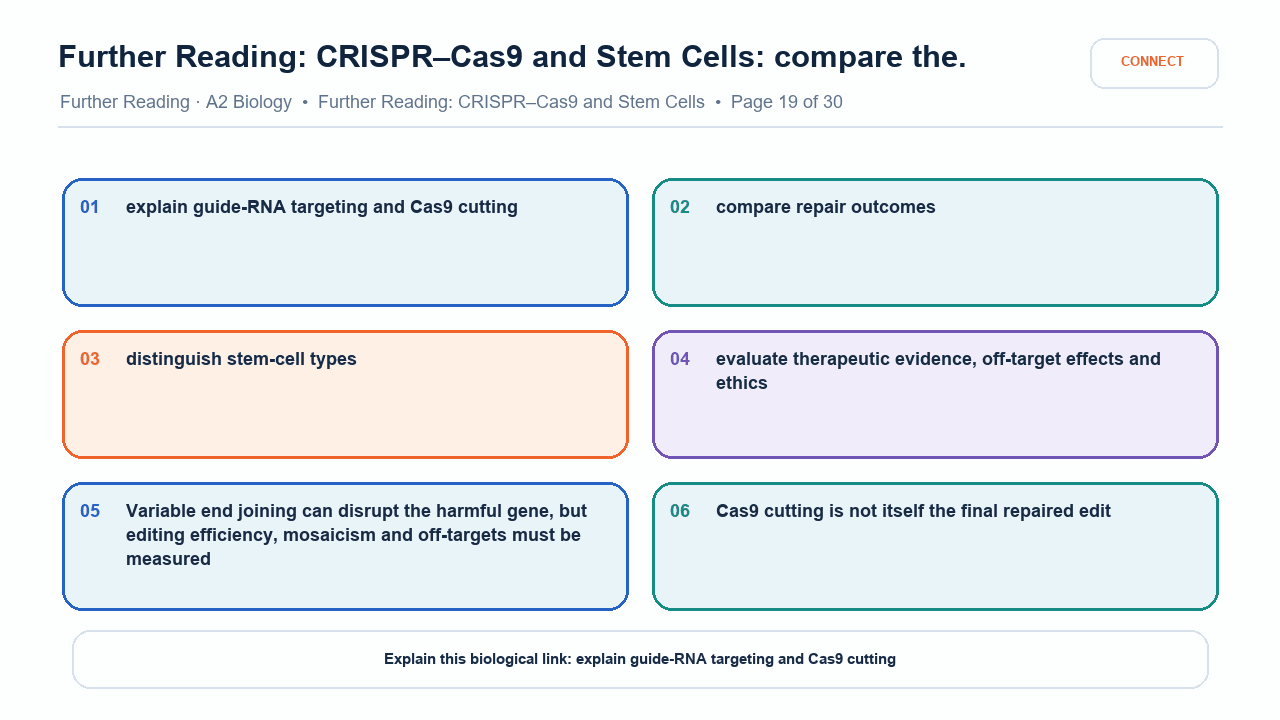 Further Reading: CRISPR–Cas9 and Stem Cells: compare the.
CONNECT
Further Reading · A2 Biology • Further Reading: CRISPR–Cas9 and Stem Cells • Page 19 of 30
01 explain guide-RNA targeting and Cas9 cutting
02 compare repair outcomes
03 distinguish stem-cell types
04 evaluate therapeutic evidence, off-target effects and
ethics
05 Variable end joining can disrupt the harmful gene, but
editing efficiency, mosaicism and off-targets must be
measured
06 Cas9 cutting is not itself the final repaired edit
Explain this biological link: explain guide-RNA targeting and Cas9 cutting